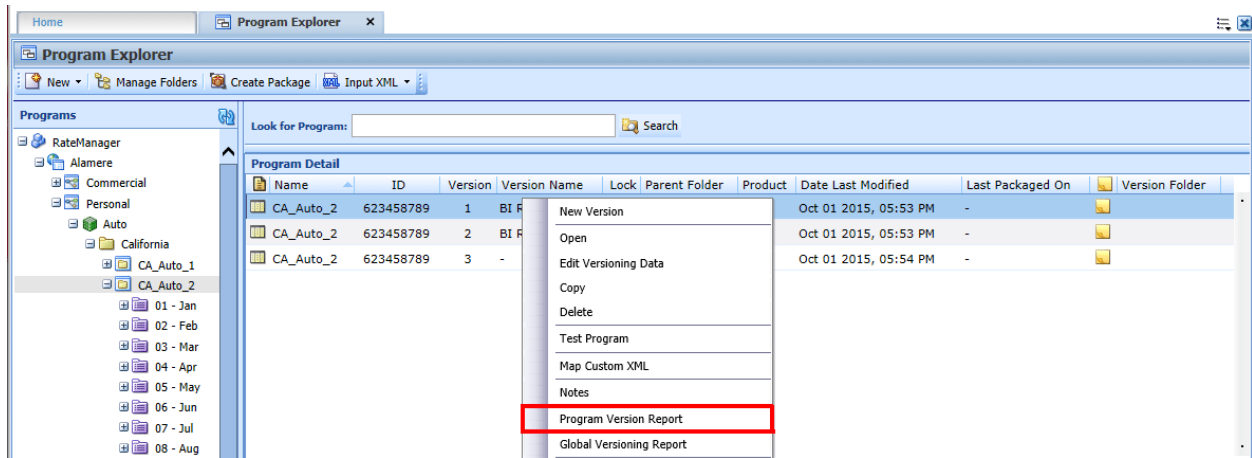 Home Program Explorer x
Program Explorer
New Manage Folders Create Package Input XML
Programs
RateManager
Alamere
Commercial
Personal
Auto
California
CA_Auto_1
CA_Auto_2
01 - Jan
02 - Feb
03 - Mar
04 - Apr
05 - May
06 - Jun
07 - Jul
08 - Aug
Look for Program: Search
Program Detail
Name ID Version Version Name Lock Parent Folder Product Date Last Modified Last Packaged On Version Folder
CA_Auto_2 623458789 1 BI Oct 01 2015, 05:53 PM -
CA_Auto_2 623458789 2 BI Oct 01 2015, 05:53 PM -
CA_Auto_2 623458789 3 - Oct 01 2015, 05:54 PM -
New Version
Open
Edit Versioning Data
Copy
Delete
Test Program
Map Custom XML
Notes
Program Version Report
Global Versioning Report